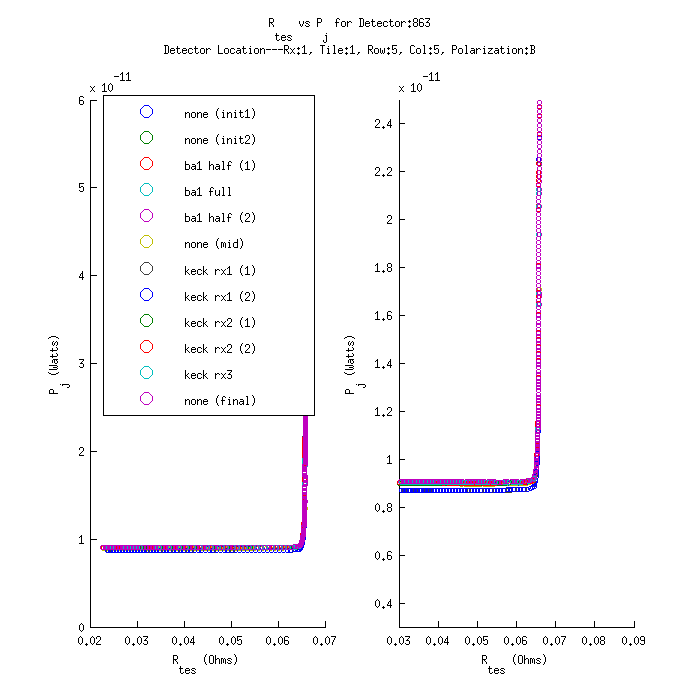 R    vs P  for Detector:863
tes    j
Detector Location---Rx:1, Tile:1, Row:5, Col:5, Polarization:B
x 10 -11
6
5
4
3
2
1
0
P j (Watts)
0.02 0.03 0.04 0.05 0.06 0.07
R tes (Ohms)
none (init1)
none (init2)
ba1 half (1)
ba1 full
ba1 half (2)
none (mid)
keck rx1 (1)
keck rx1 (2)
keck rx2 (1)
keck rx2 (2)
keck rx3
none (final)
x 10 -11
2.4
2.2
2
1.8
1.6
1.4
1.2
1
0.8
0.6
0.4
P j (Watts)
0.03 0.04 0.05 0.06 0.07 0.08 0.09
R tes (Ohms)